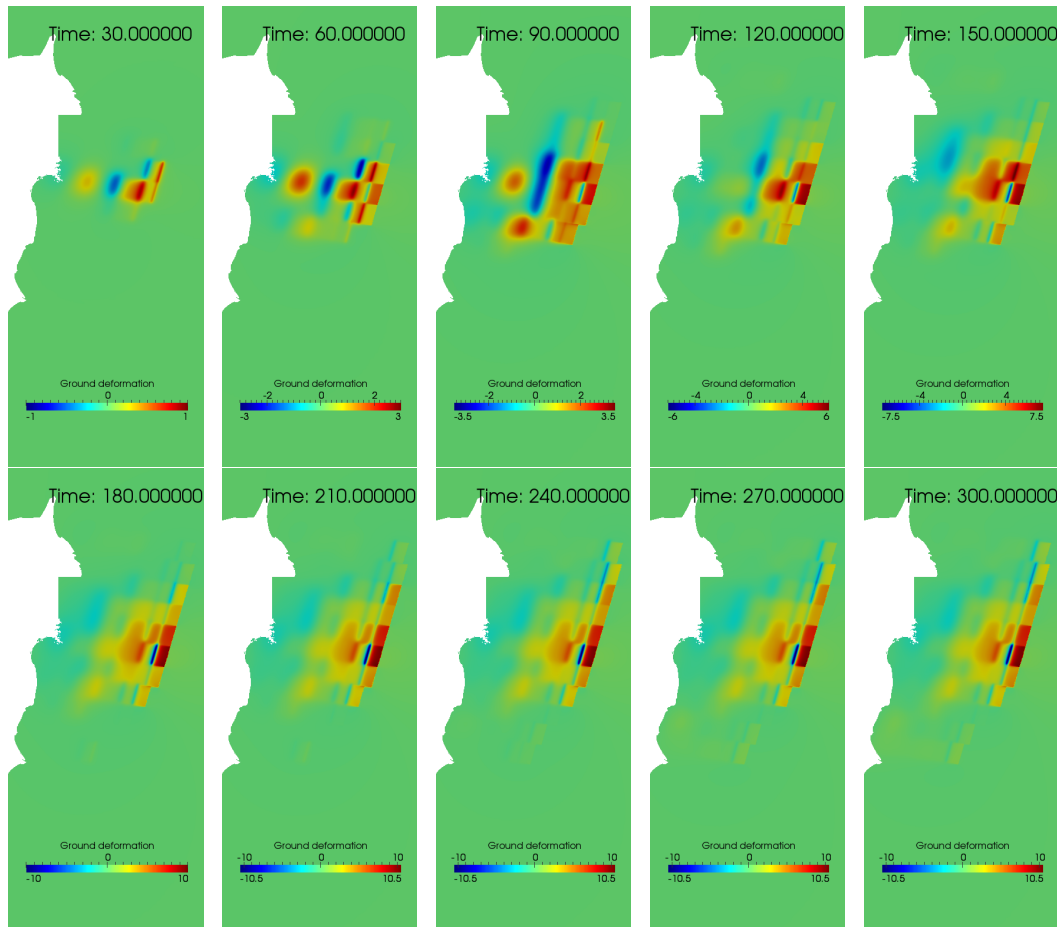 Time: 30.000000
Ground deformation
0
-1 1
Time: 60.000000
Ground deformation
-2 0 2
-3 3
Time: 90.000000
Ground deformation
-2 0 2
-3.5 3.5
Time: 120.000000
Ground deformation
-4 0 4
-6 6
Time: 150.000000
Ground deformation
-4 0 4
-7.5 7.5
Time: 180.000000
Ground deformation
0
-10 10
Time: 210.000000
Ground deformation
-10 0 10
-10.5 10.5
Time: 240.000000
Ground deformation
-10 0 10
-10.5 10.5
Time: 270.000000
Ground deformation
-10 0 10
-10.5 10.5
Time: 300.000000
Ground deformation
-10 0 10
-10.5 10.5